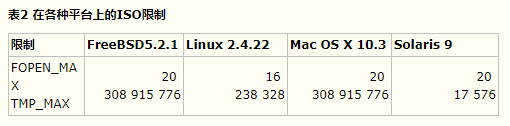 表2 在各种平台上的ISO限制
限制 FreeBSD5.2.1 Linux 2.4.22 Mac OS X 10.3 Solaris 9
FOPEN_MA
X 20 16 20 20
TMP_MAX 308 915 776 238 328 308 915 776 17 576